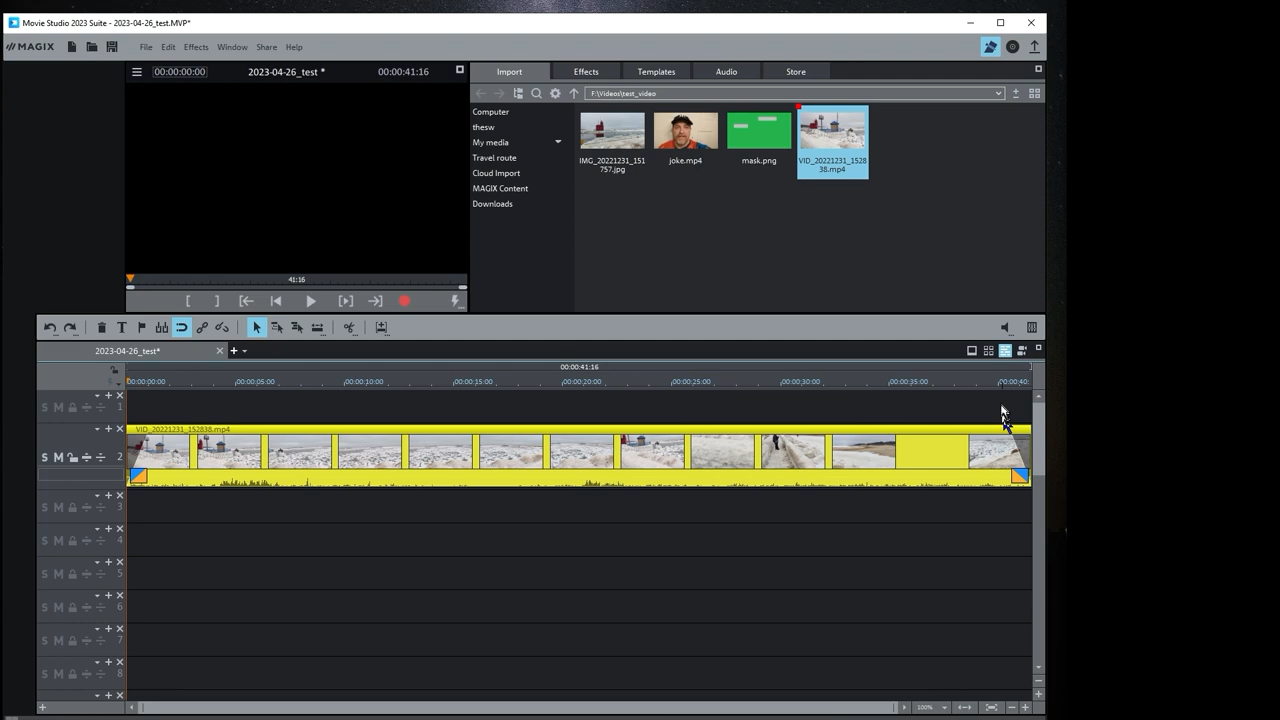 Movie Studio 2023 Suite - 2023-04-26_test.MVP*
MAGIX File Edit Effects Window Share Help
00:00:00:00 2023-04-26_test * 00:00:41:16
Import Effects Templates Audio Store
F:\Videos\test_video
Computer
thesw
My media
Travel route
Cloud Import
MAGIX Content
Downloads
IMG_20221231_151
757.jpg
joke.mp4
mask.png
VID_20221231_1528
38.mp4
41:16
2023-04-26_test*
00:00:41:16
00:00:00:00 00:00:05:00 00:00:10:00 00:00:15:00 00:00:20:00 00:00:25:00 00:00:30:00 00:00:35:00 00:00:40:
S M 1
VID_20221231_152838.mp4
S M 2
S M 3
S M 4
S M 5
S M 6
S M 7
S M 8
100%